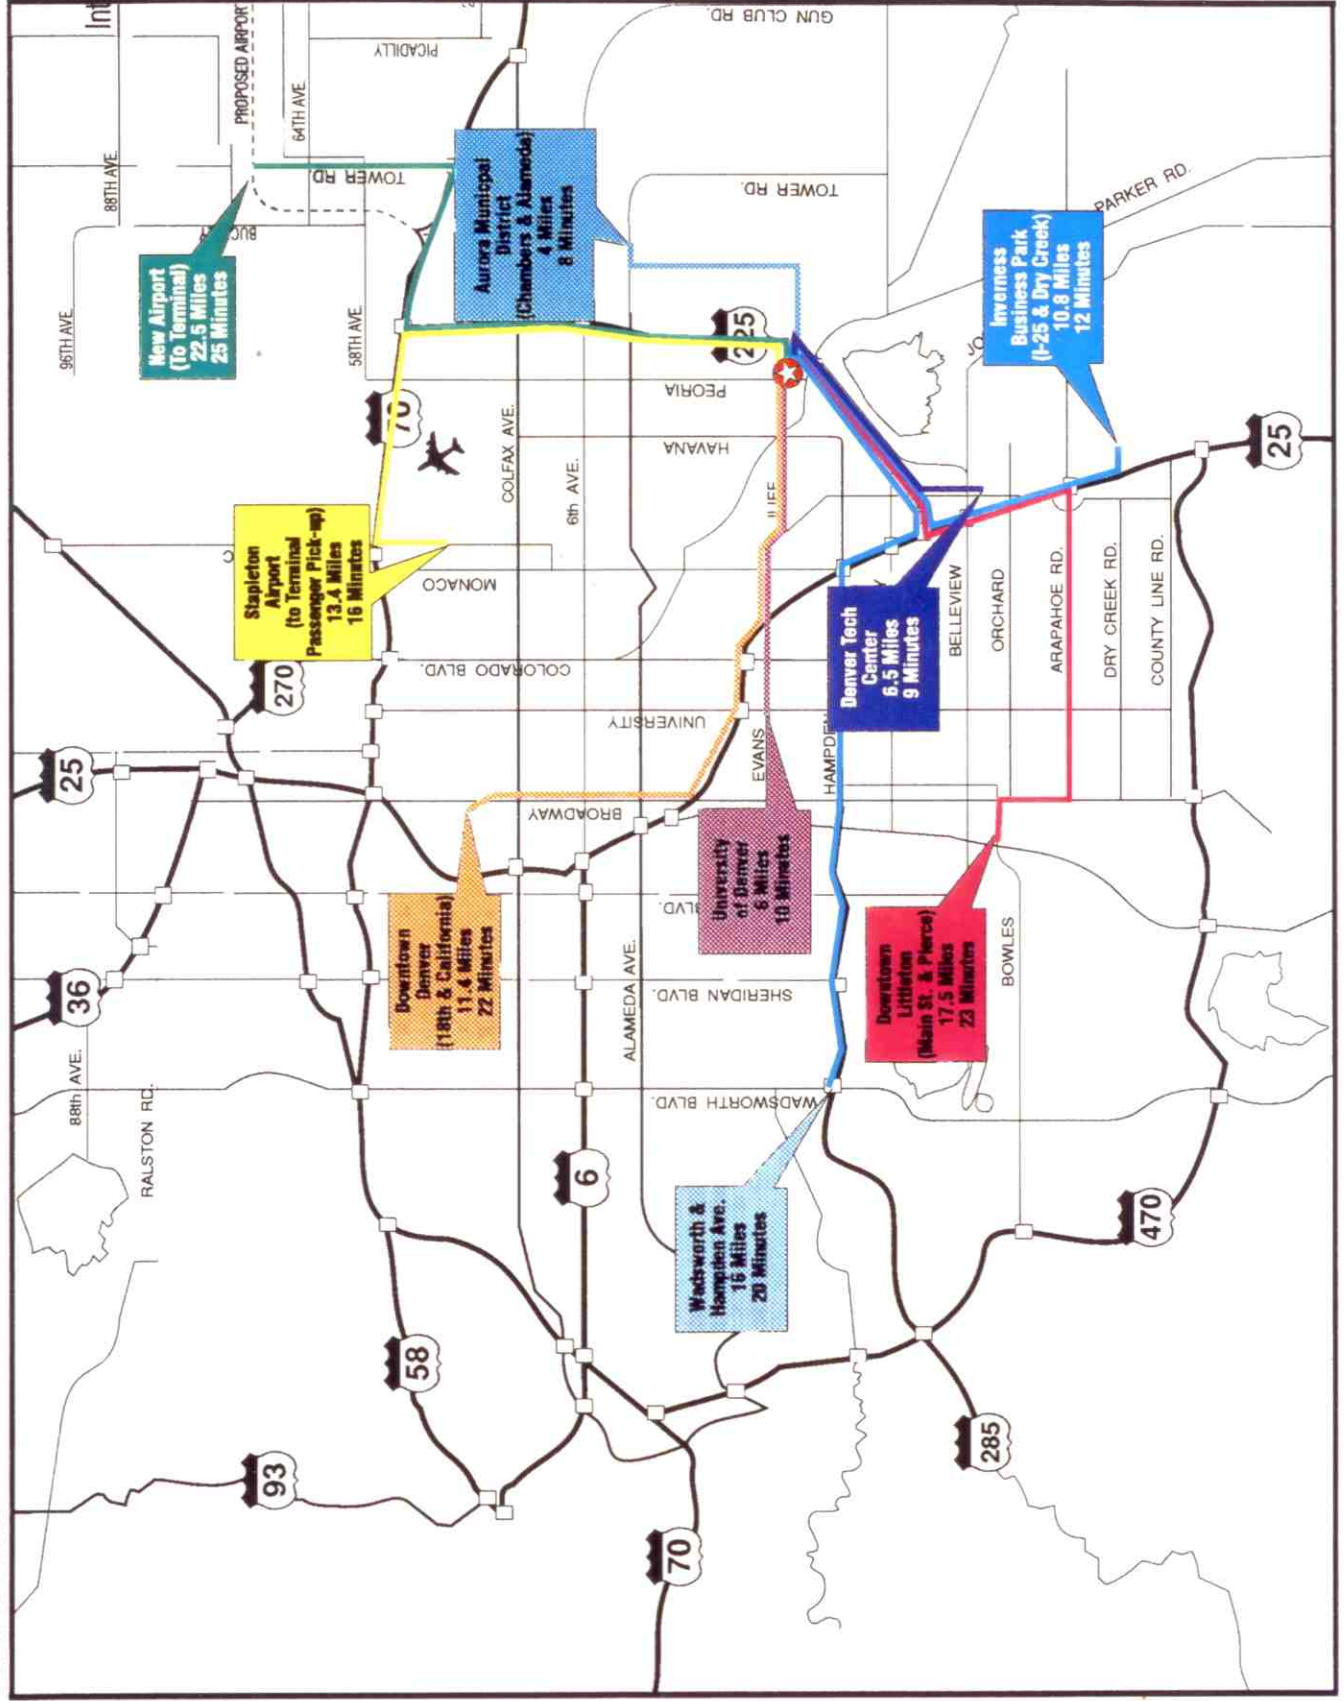 Int
PROPOSED AIRPOR
GUN CLUB RD.
PICADILLY
64TH AVE.
88TH AVE.
TOWER RD.
TOWER RD.
PARKER RD.
96TH AVE.
58TH AVE.
New Airport
(To Terminal)
22.5 Miles
25 Minutes
Aurora Municpal
District
(Chambers & Alameda)
4 Miles
8 Minutes
Inverness
Business Park
(I-25 & Dry Creek)
10.8 Miles
12 Minutes
225
PEORIA
HAVANA
70
COLFAX AVE.
6th AVE.
25
Stapleton
Airport
(to Terminal
Passenger Pick-up)
13.4 Miles
16 Minutes
MONACO
COLORADO BLVD.
UNIVERSITY
BROADWAY
EVANS
HAMPDEN
270
25
Denver Tech
Center
6.5 Miles
9 Minutes
BELLEVIEW
ORCHARD
ARAPAHOE RD.
DRY CREEK RD.
COUNTY LINE RD.
University
of Denver
6 Miles
10 Minutes
Downtown
Denver
(18th & California)
11.4 Miles
22 Minutes
BLVD.
Downtown
Littleton
(Main St. & Pierce)
17.5 Miles
23 Minutes
BOWLES
36
ALAMEDA AVE.
SHERIDAN BLVD.
88th AVE.
RALSTON RD.
WADSWORTH BLVD.
6
Wadsworth &
Hampden Ave.
16 Miles
20 Minutes
470
58
285
93
70